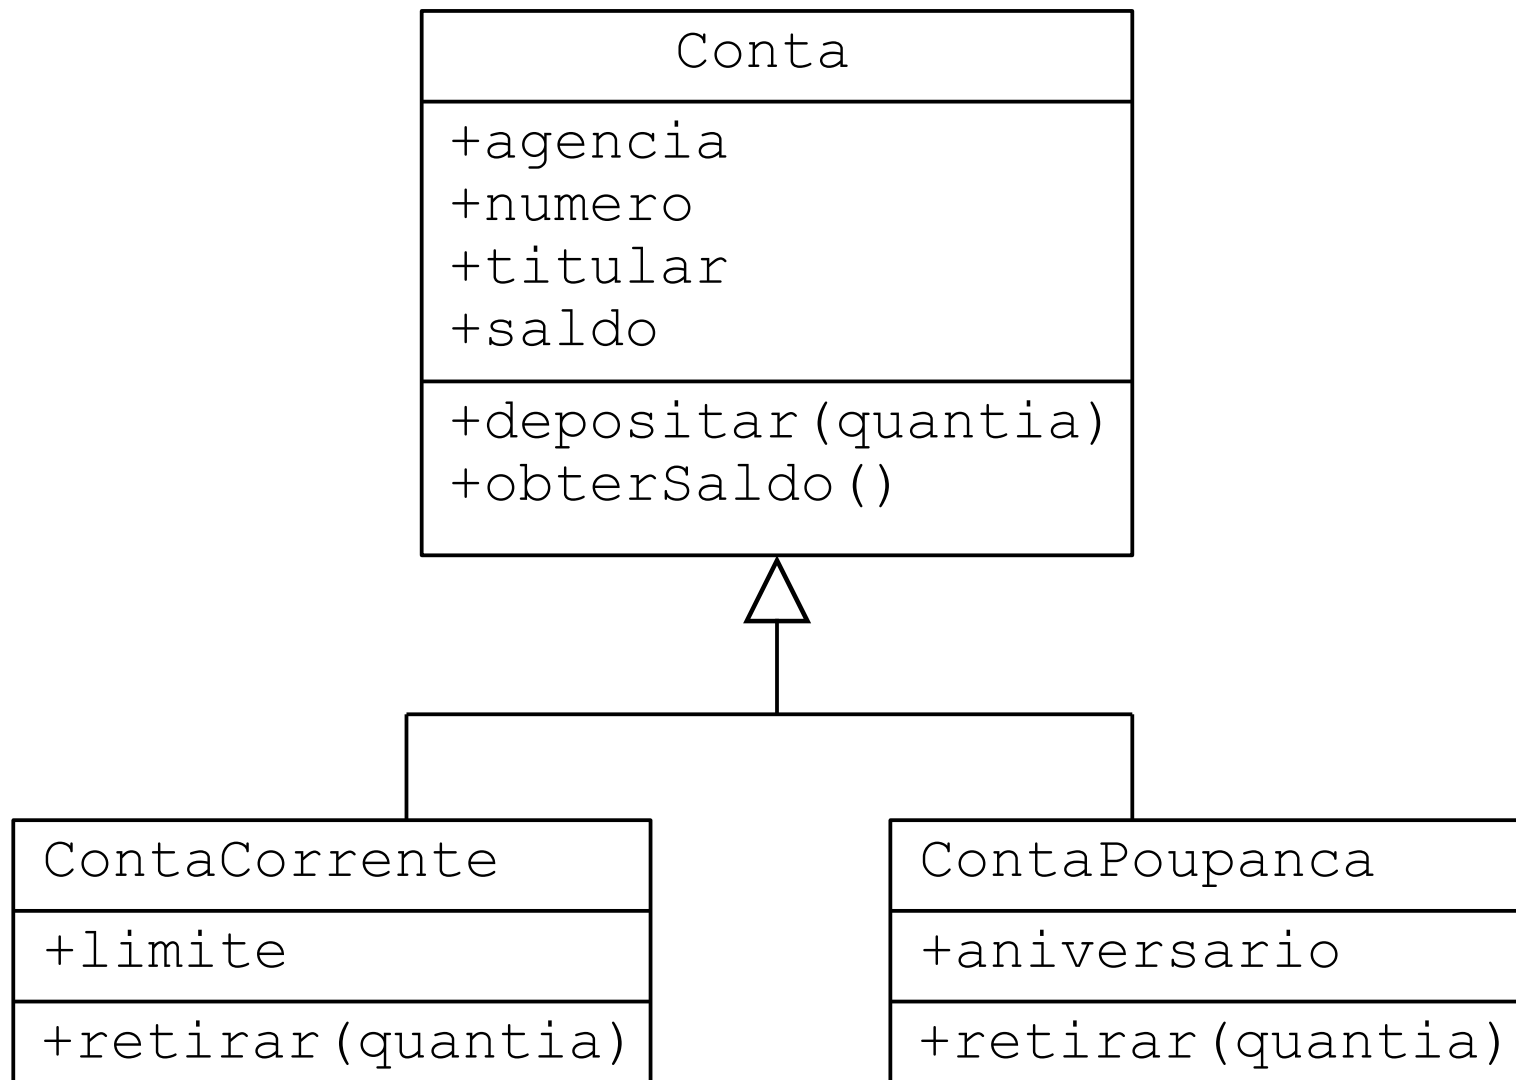 Conta
+agencia
+numero
+titular
+saldo
+depositar(quantia)
+obterSaldo()
ContaCorrente
+limite
+retirar(quantia)
ContaPoupanca
+aniversario
+retirar(quantia)